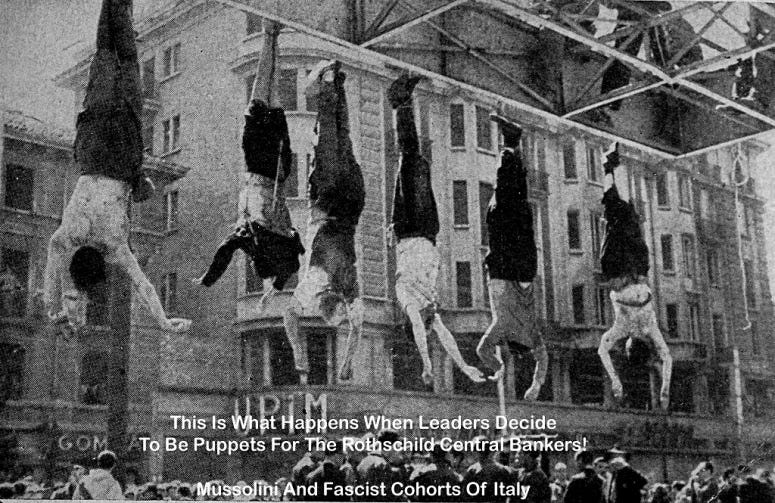 UPIM
GOMM
This Is What Happens When Leaders Decide
To Be Puppets For The Rothschild Central Bankers!
Mussolini And Fascist Cohorts Of Italy